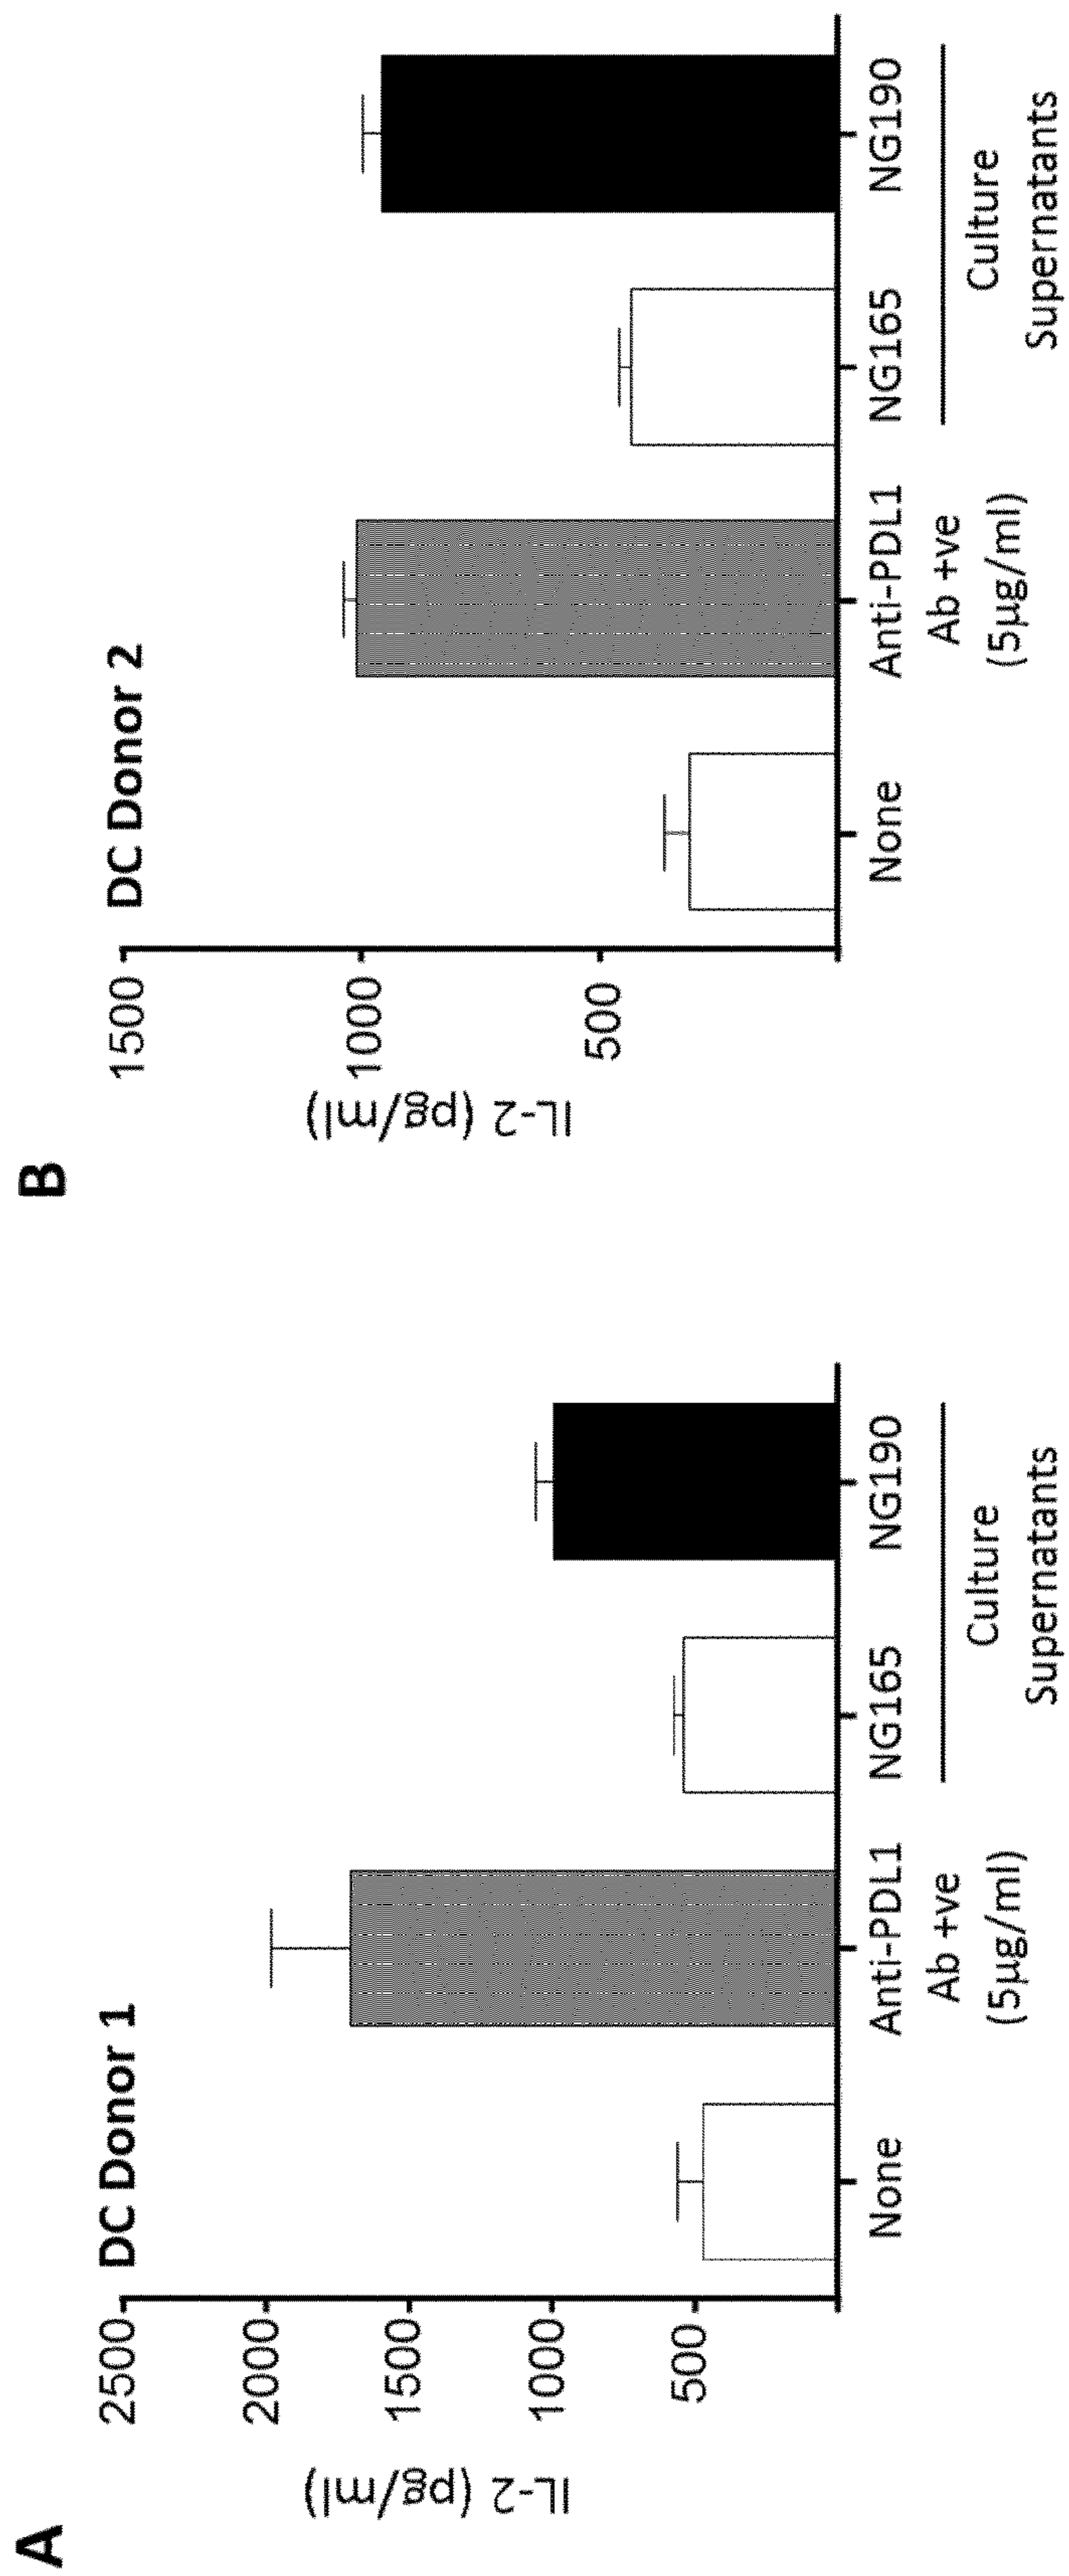 A
DC Donor 1
IL-2 (pg/ml)
2500
2000
1500
1000
500
None
Anti-PDL1
Ab +ve
(5µg/ml)
NG165
NG190
Culture
Supernatants
B
DC Donor 2
IL-2 (pg/ml)
1500
1000
500
None
Anti-PDL1
Ab +ve
(5µg/ml)
NG165
NG190
Culture
Supernatants